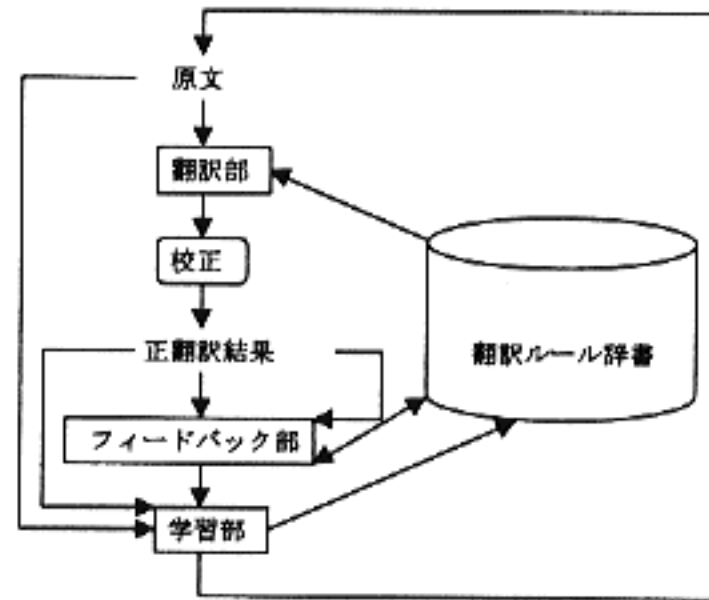 原文
翻訳部
校正
正翻訳結果
翻訳ルール辞書
フィードバック部
学習部